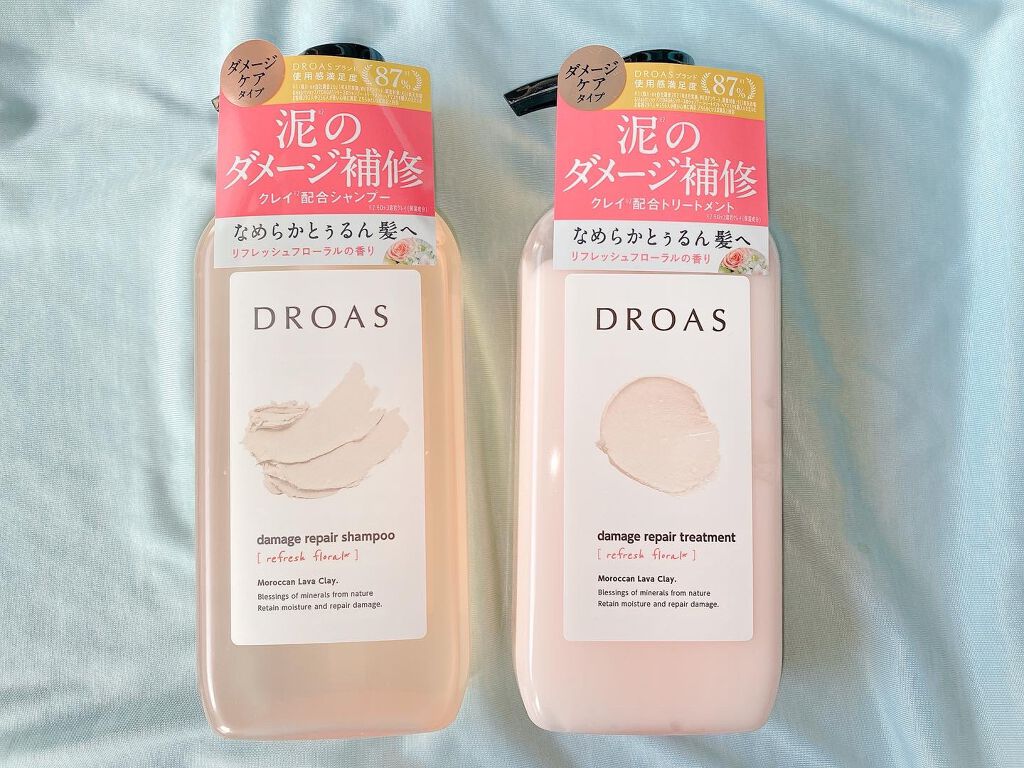 ダメージ
ケア
タイプ
DROASブランド
使用感満足度
87%
泥の
ダメージ補修
クレイ配合シャンプー
なめらかとぅるん髪へ
リフレッシュフローラルの香り
DROAS
damage repair shampoo
[ refresh floral* ]
Moroccan Lava Clay.
Blessings of minerals from nature
Retain moisture and repair damage.
ダメージ
ケア
タイプ
DROASブランド
使用感満足度
87%
泥の
ダメージ補修
クレイ配合トリートメント
なめらかとぅるん髪へ
リフレッシュフローラルの香り
DROAS
damage repair treatment
[ refresh floral* ]
Moroccan Lava Clay.
Blessings of minerals from nature
Retain moisture and repair damage.